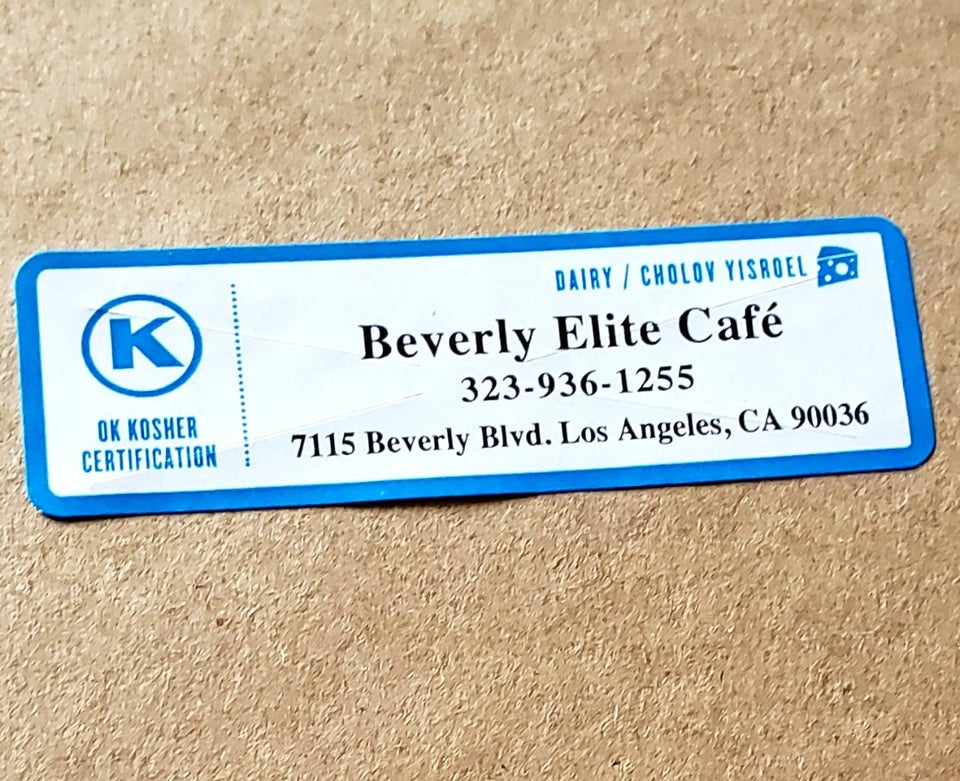 K
OK KOSHER
CERTIFICATION
DAIRY / CHOLOV YISROEL
Beverly Elite Café
323-936-1255
7115 Beverly Blvd. Los Angeles, CA 90036